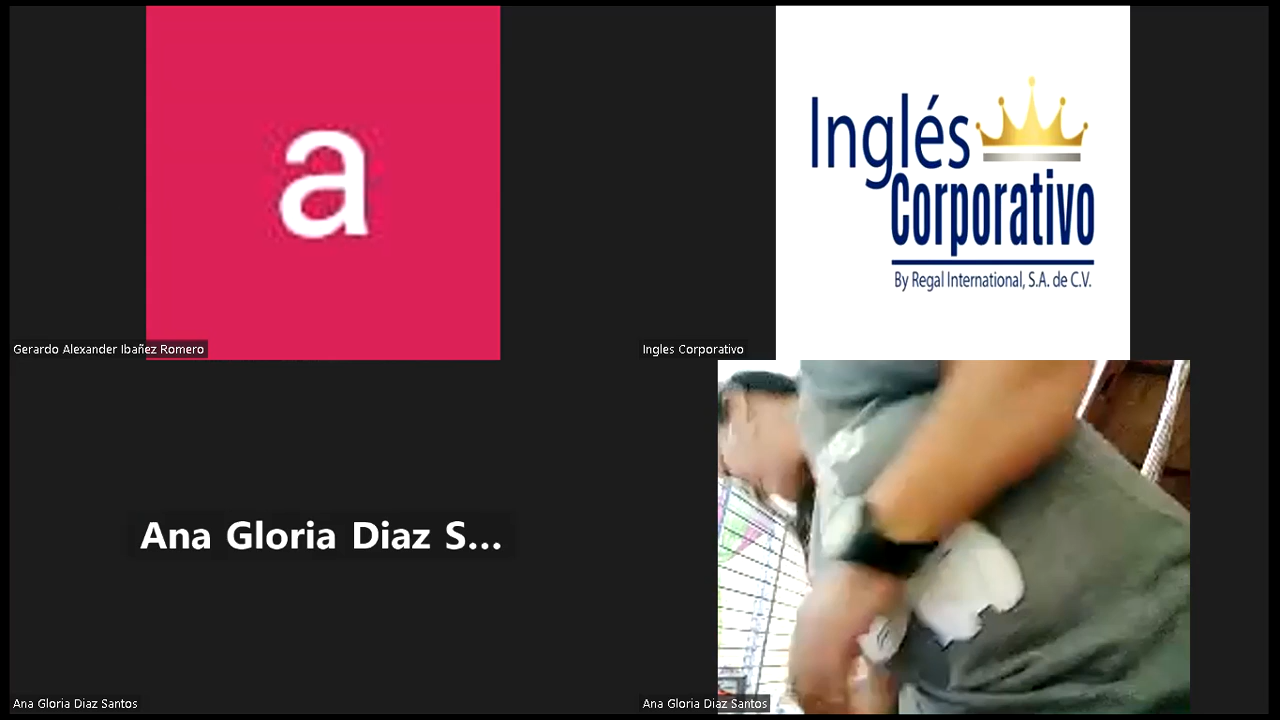 a
Inglés
Corporativo
By Regal International, S.A. de C.V.
Gerardo Alexander Ibañez Romero
Ingles Corporativo
Ana Gloria Diaz S...
Ana Gloria Diaz Santos
Ana Gloria Diaz Santos